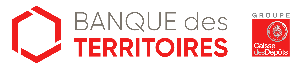 BANQUE des
TERRITOIRES
GROUPE
Caisse
des Dépôts